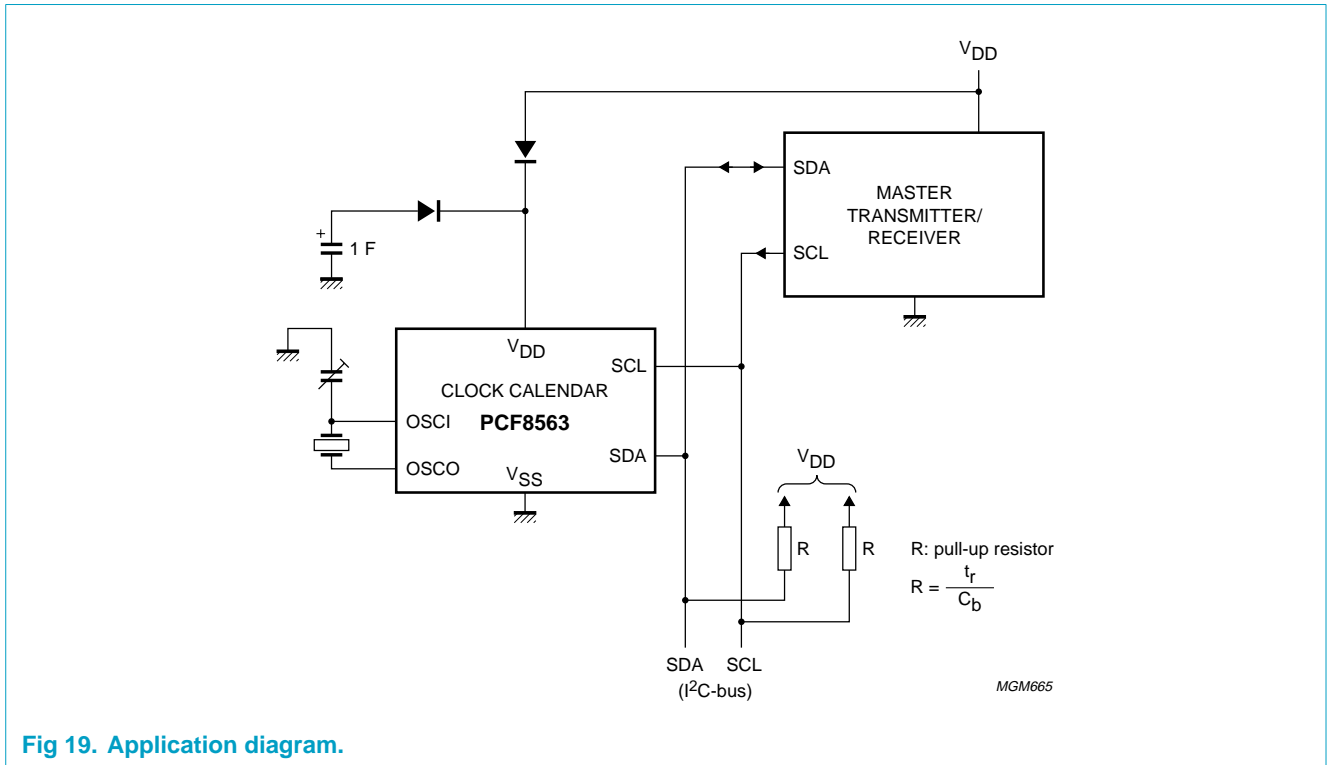 VDD
SDA
MASTER
TRANSMITTER/
RECEIVER
SCL
+
1 F
VDD
SCL
CLOCK CALENDAR
PCF8563
OSCI
SDA
OSCO
VSS
VDD
R
R
R: pull-up resistor
R = tr/Cb
SDA SCL
(I²C-bus)
MGM665
Fig 19. Application diagram.